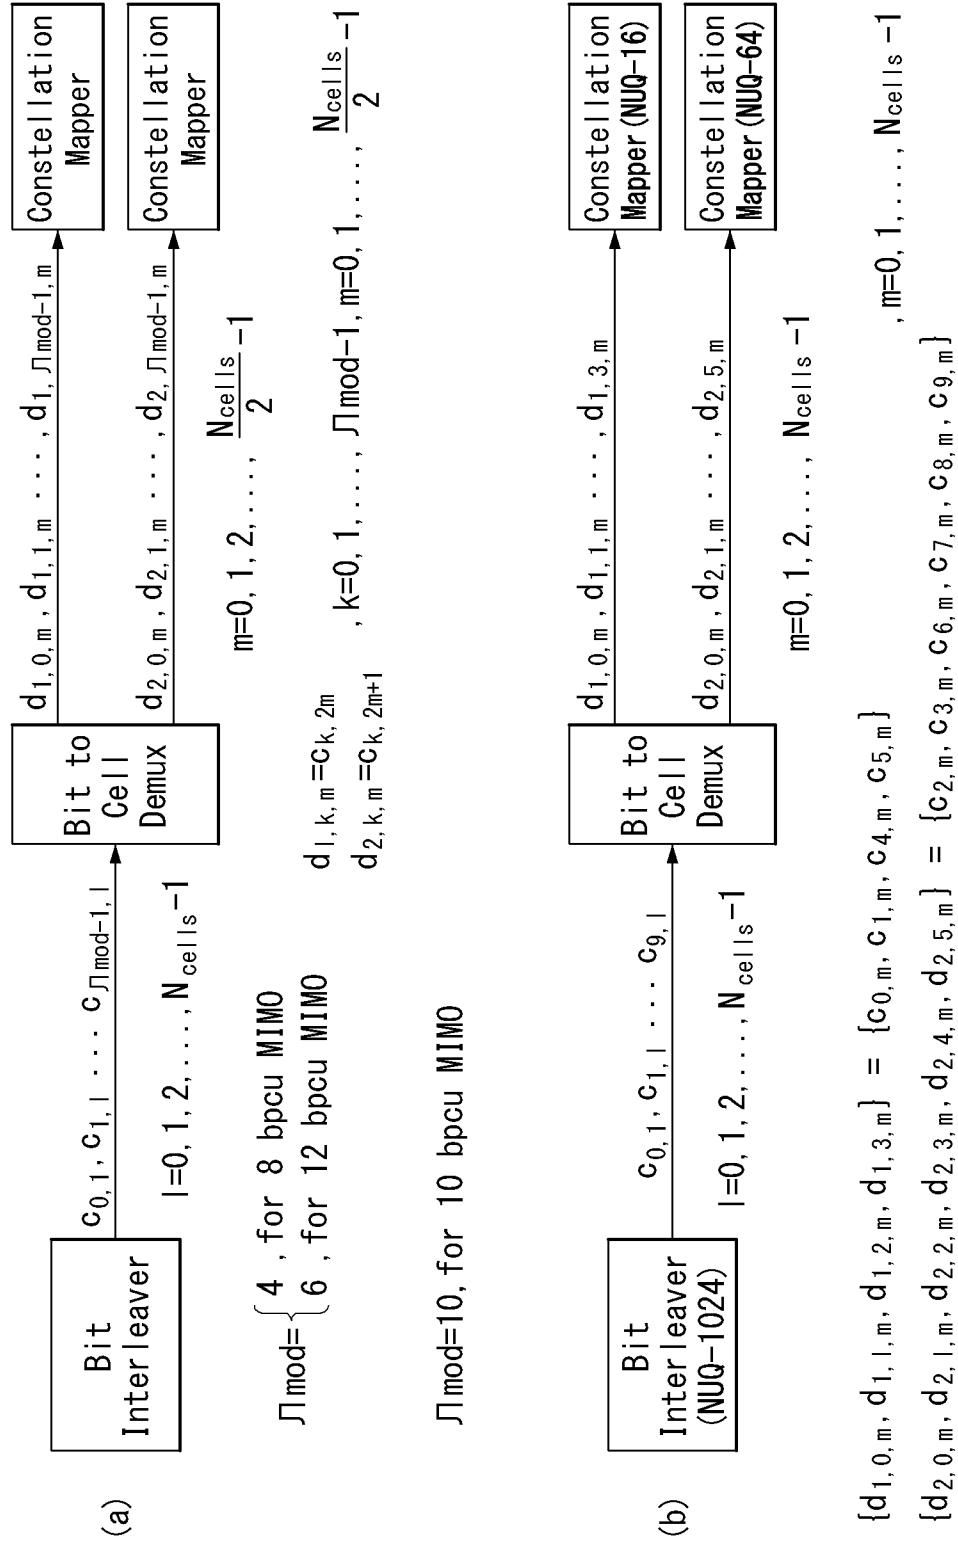 (a)
Bit
Interleaver
c0,1, c1,l ··· cηmod-1,l
l=0, 1, 2, ..., Ncells-1
Bit to
Cell
Demux
d1,0,m, d1,1,m ···, d1,ηmod-1,m
d2,0,m, d2,1,m ···, d2,ηmod-1,m
m=0, 1, 2, ..., Ncells/2 -1
Constellation
Mapper
Constellation
Mapper
ηmod= { 4, for 8 bpcu MIMO
6, for 12 bpcu MIMO
d1,k,m=ck,2m
d2,k,m=ck,2m+1
, k=0, 1, ..., ηmod-1, m=0, 1, ..., Ncells/2 -1
ηmod=10, for 10 bpcu MIMO
(b)
Bit
Interleaver
(NUQ-1024)
c0,1, c1,l ··· c9,l
l=0, 1, 2, ..., Ncells-1
Bit to
Cell
Demux
d1,0,m, d1,1,m ···, d1,3,m
d2,0,m, d2,1,m ···, d2,5,m
m=0, 1, 2, ..., Ncells-1
Constellation
Mapper(NUQ-16)
Constellation
Mapper(NUQ-64)
{d1,0,m, d1,l,m, d1,2,m, d1,3,m} = {c0,m, c1,m, c4,m, c5,m}
{d2,0,m, d2,l,m, d2,2,m, d2,3,m, d2,4,m, d2,5,m} = {c2,m, c3,m, c6,m, c7,m, c8,m, c9,m}
, m=0, 1, ..., Ncells-1